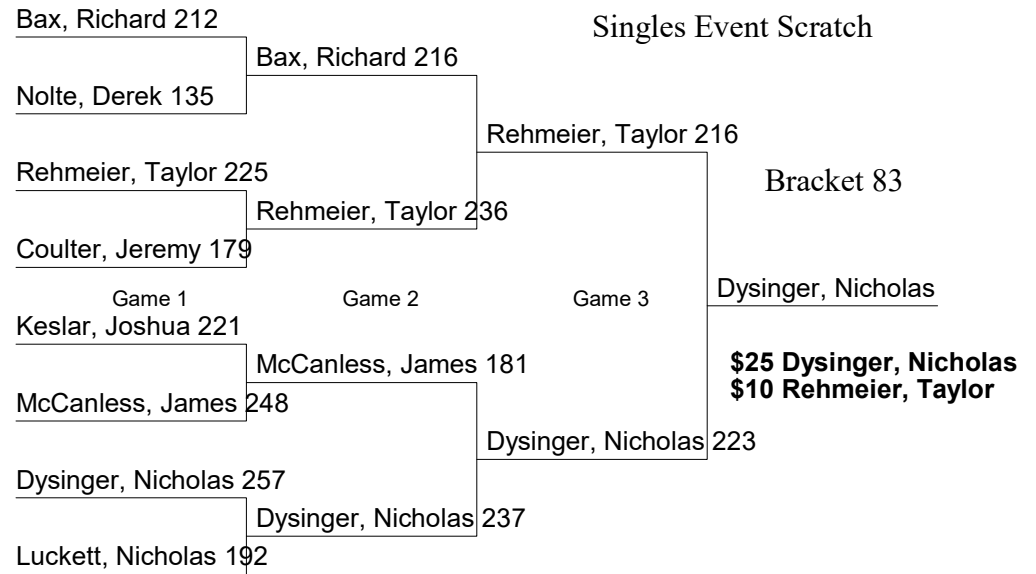 Bax, Richard 212
Singles Event Scratch
Bax, Richard 216
Nolte, Derek 135
Rehmeier, Taylor 216
Rehmeier, Taylor 225
Bracket 83
Rehmeier, Taylor 236
Coulter, Jeremy 179
Game 1
Game 2
Game 3
Dysinger, Nicholas
Keslar, Joshua 221
McCanless, James 181
$25 Dysinger, Nicholas
$10 Rehmeier, Taylor
McCanless, James 248
Dysinger, Nicholas 223
Dysinger, Nicholas 257
Dysinger, Nicholas 237
Luckett, Nicholas 192